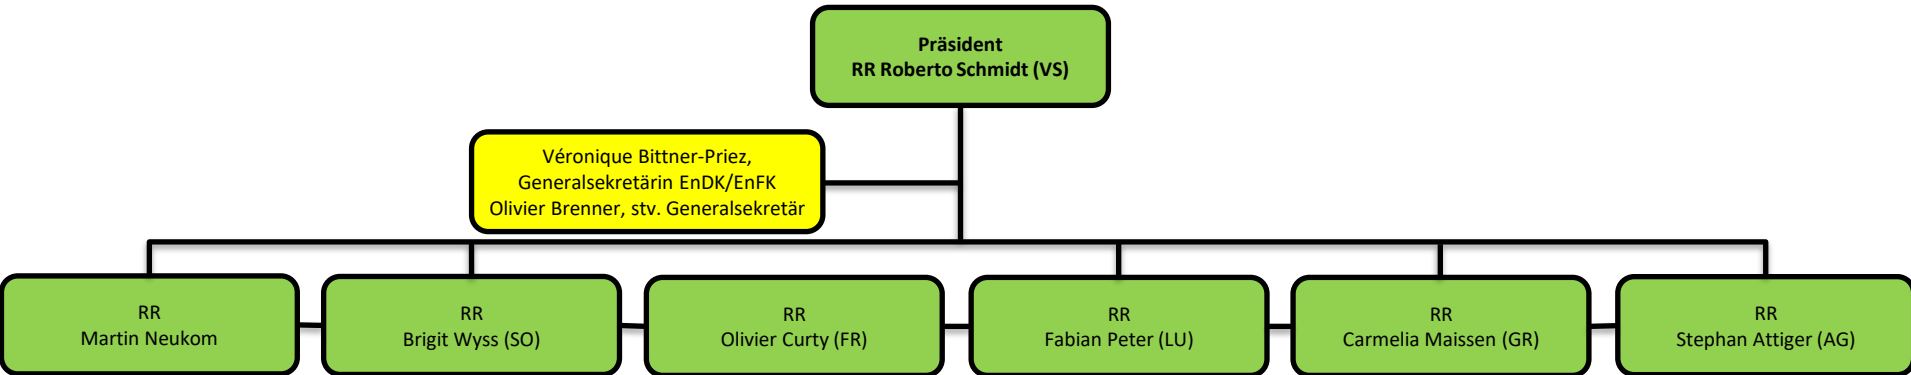 Präsident
RR Roberto Schmidt (VS)
Véronique Bittner-Priez,
Generalsekretärin EnDK/EnFK
Olivier Brenner, stv. Generalsekretär
RR
Martin Neukom
RR
Brigit Wyss (SO)
RR
Olivier Curty (FR)
RR
Fabian Peter (LU)
RR
Carmelia Maissen (GR)
RR
Stephan Attiger (AG)